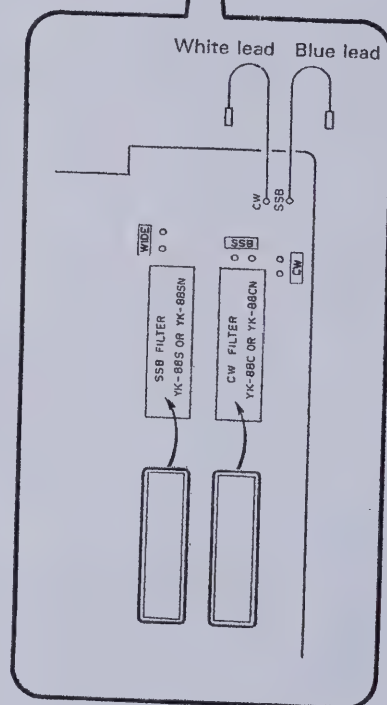 White lead Blue lead
CW
SSB
WIDE
SSB
CW
SSB FILTER
YK-88S OR YK-88SN
CW FILTER
YK-88C OR YK-88CN